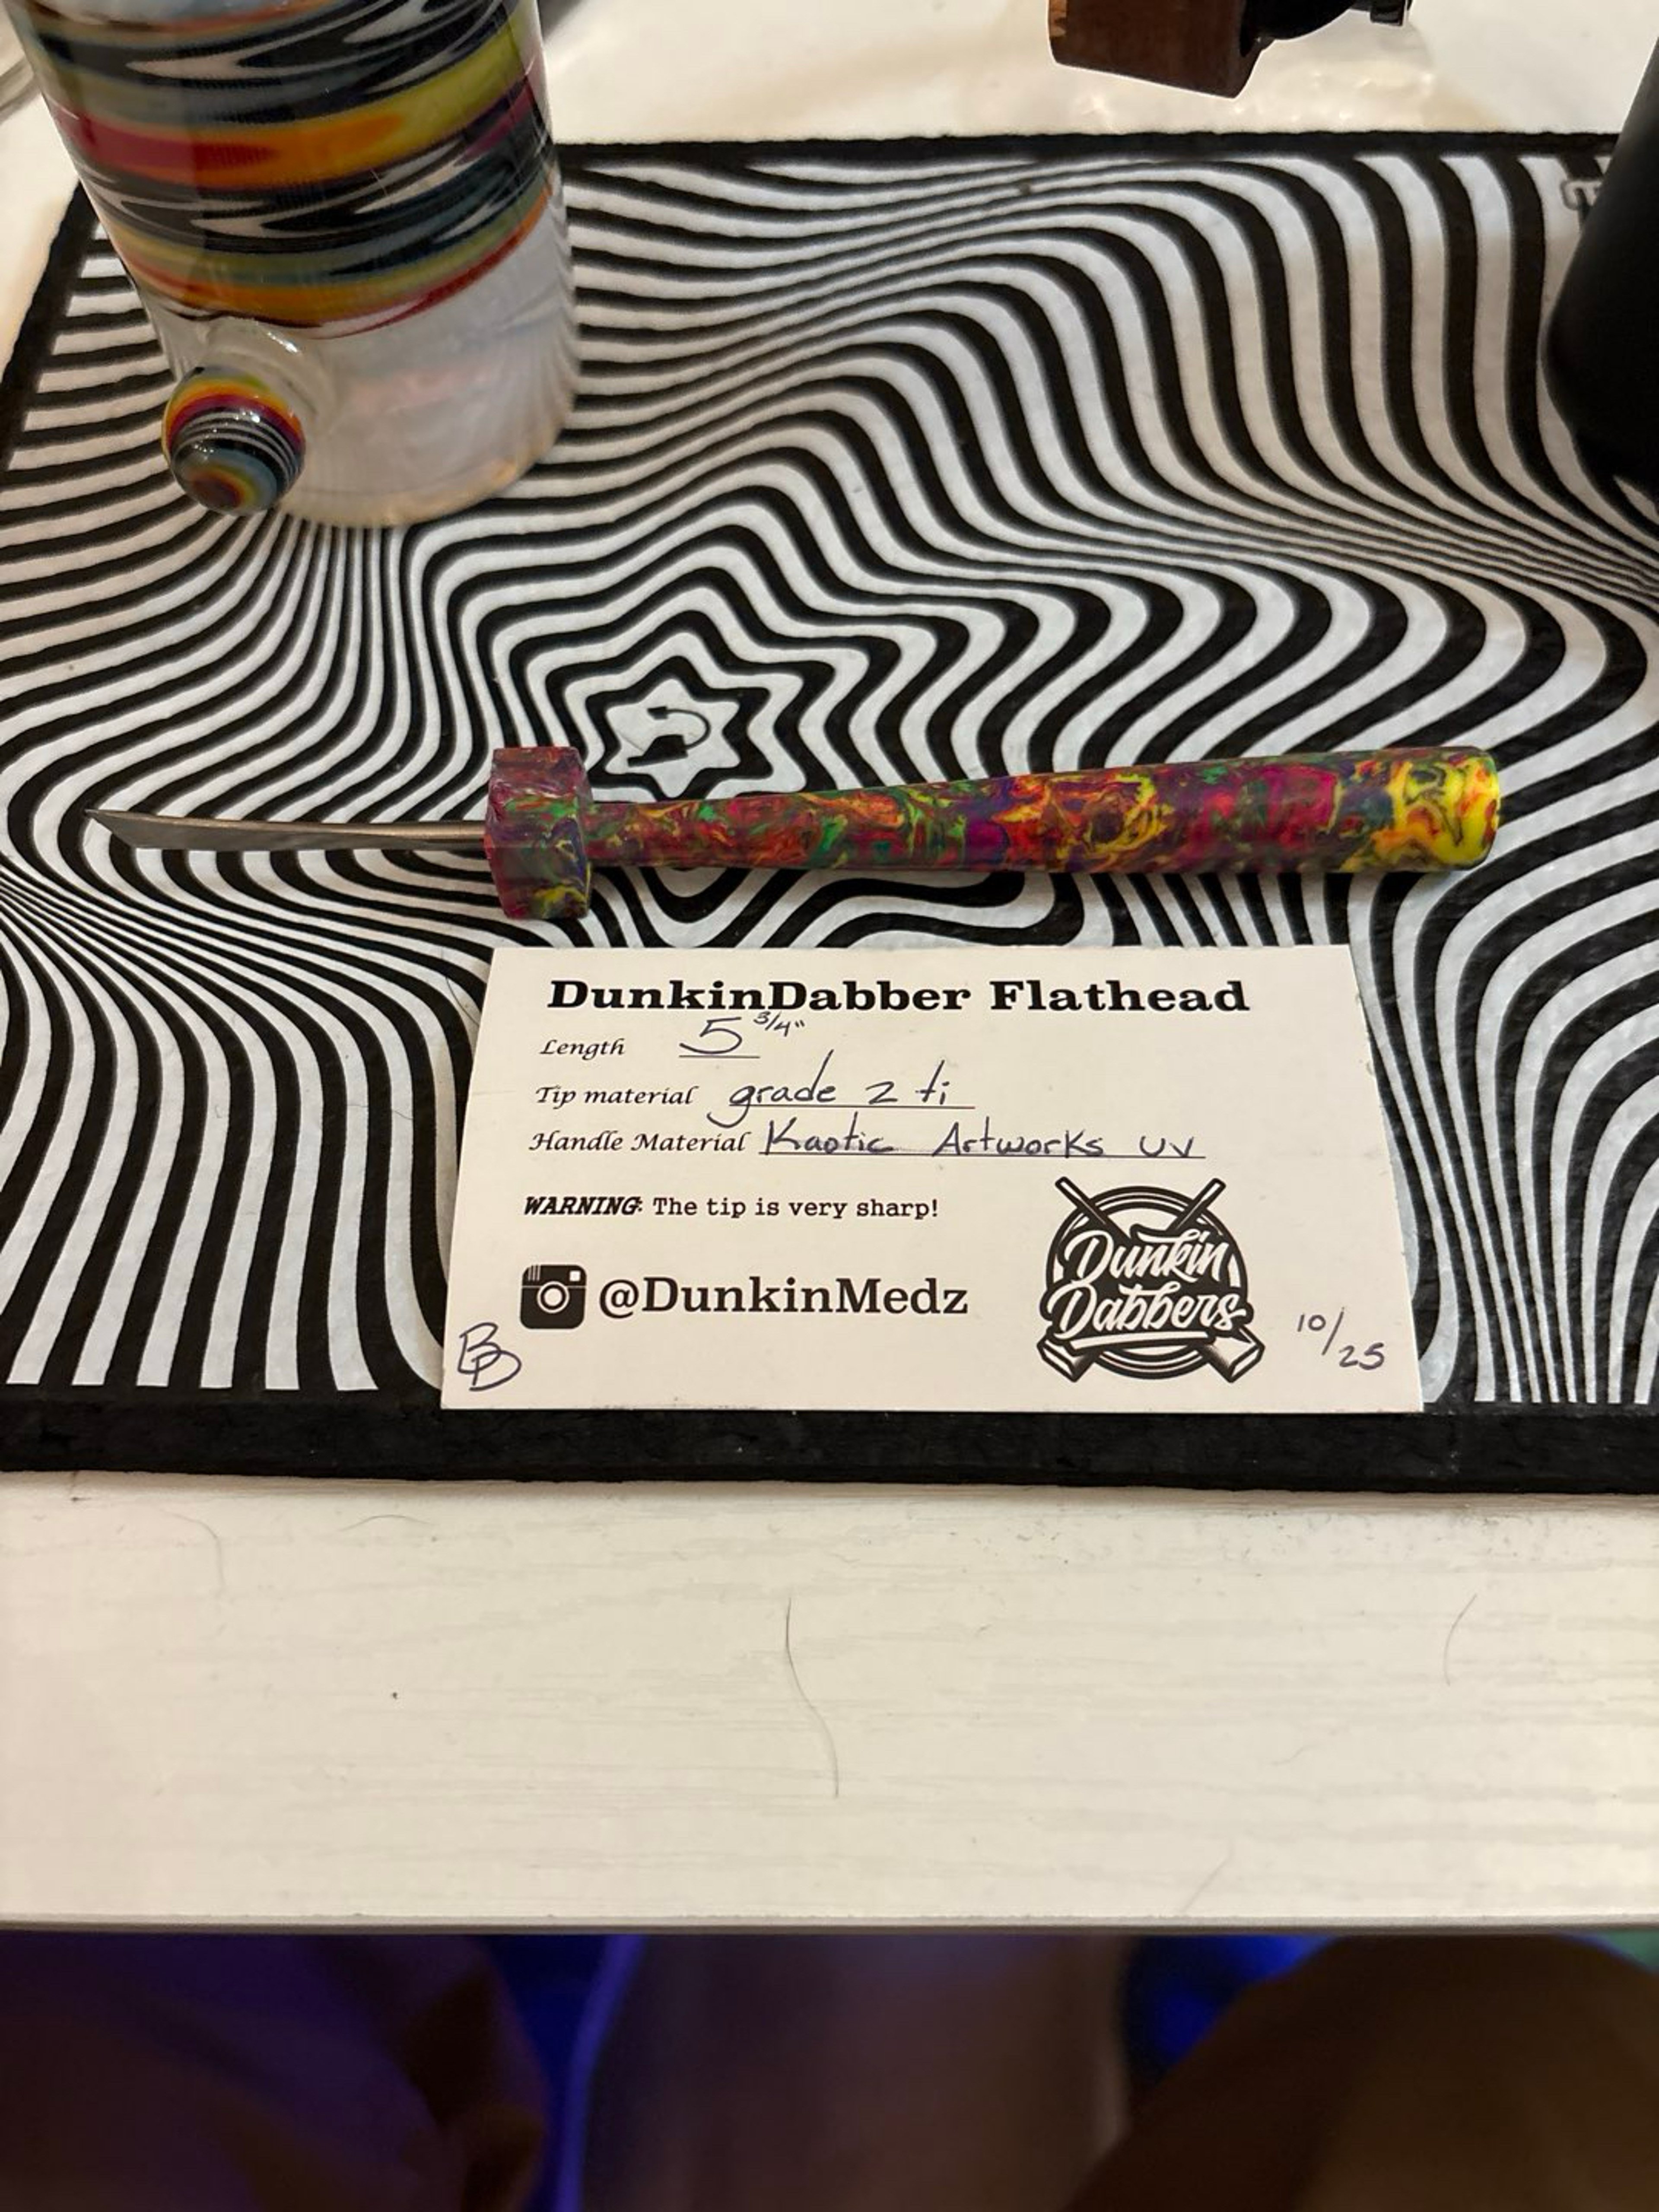 DunkinDabber Flathead
Length 5 3/4"
Tip material grade 2 ti
Handle Material Kaotic Artworks UV
WARNING: The tip is very sharp!
@DunkinMedz
Dunkin
Dabbers
10/25